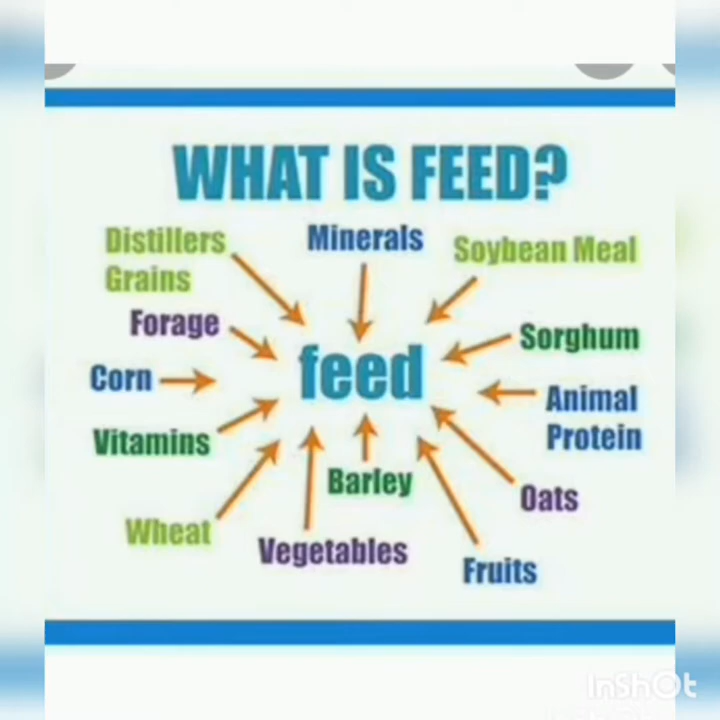 WHAT IS FEED?
Distillers
Grains
Minerals
Soybean Meal
Forage
Sorghum
Corn
feed
Animal
Protein
Vitamins
Barley
Oats
Wheat
Vegetables
Fruits
InShOt